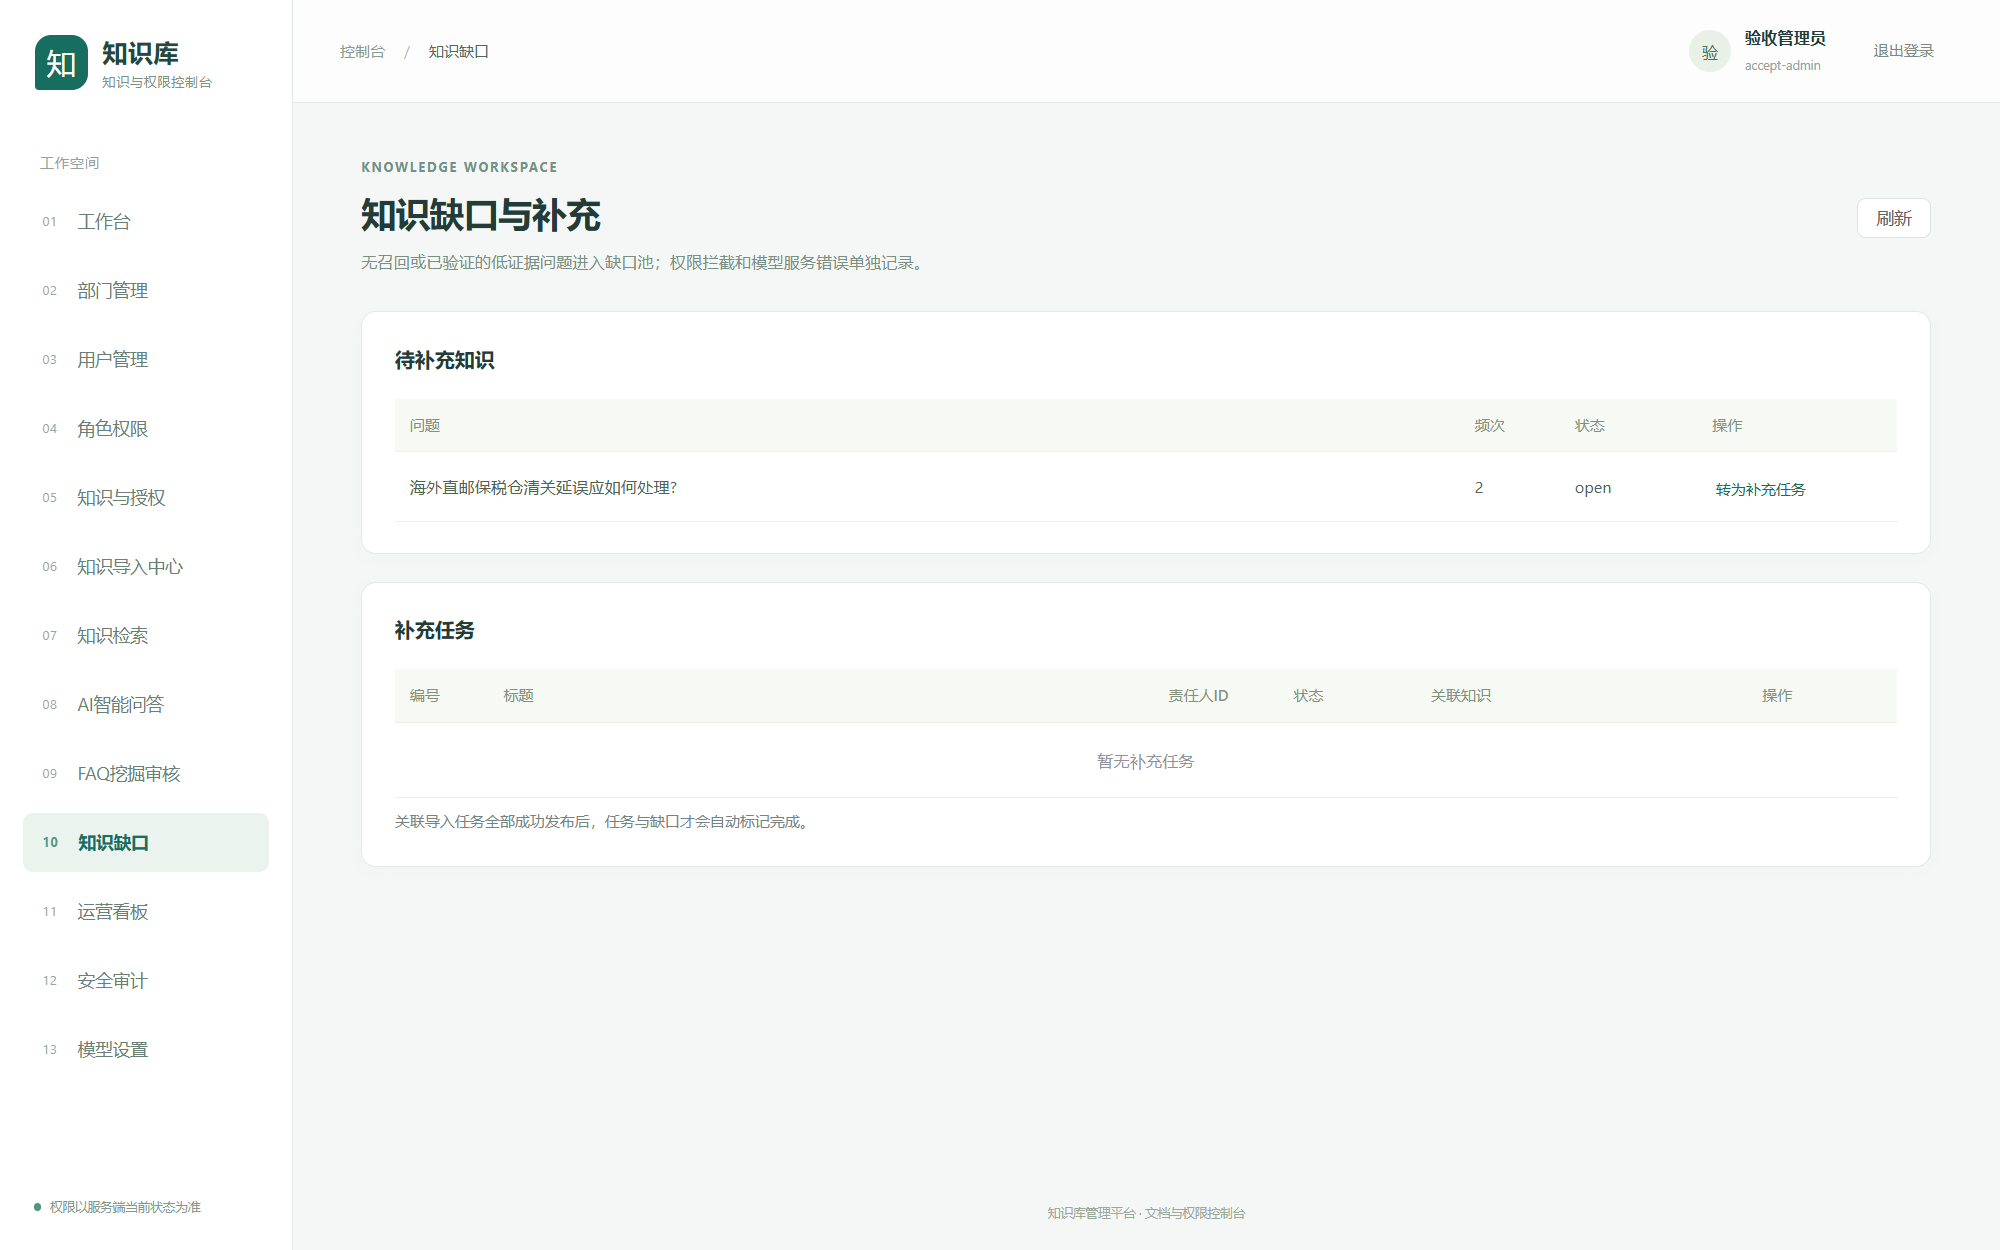 知
知识库
知识与权限控制台
工作空间
01 工作台
02 部门管理
03 用户管理
04 角色权限
05 知识与授权
06 知识导入中心
07 知识检索
08 AI智能问答
09 FAQ挖掘审核
10 知识缺口
11 运营看板
12 安全审计
13 模型设置
权限以服务端当前状态为准
控制台 / 知识缺口
验
验收管理员
accept-admin
退出登录
KNOWLEDGE WORKSPACE
知识缺口与补充
刷新
无召回或已验证的低证据问题进入缺口池；权限拦截和模型服务错误单独记录。
待补充知识
问题 频次 状态 操作
海外直邮保税仓清关延误应如何处理？ 2 open 转为补充任务
补充任务
编号 标题 责任人ID 状态 关联知识 操作
暂无补充任务
关联导入任务全部成功发布后，任务与缺口才会自动标记完成。
知识库管理平台 · 文档与权限控制台